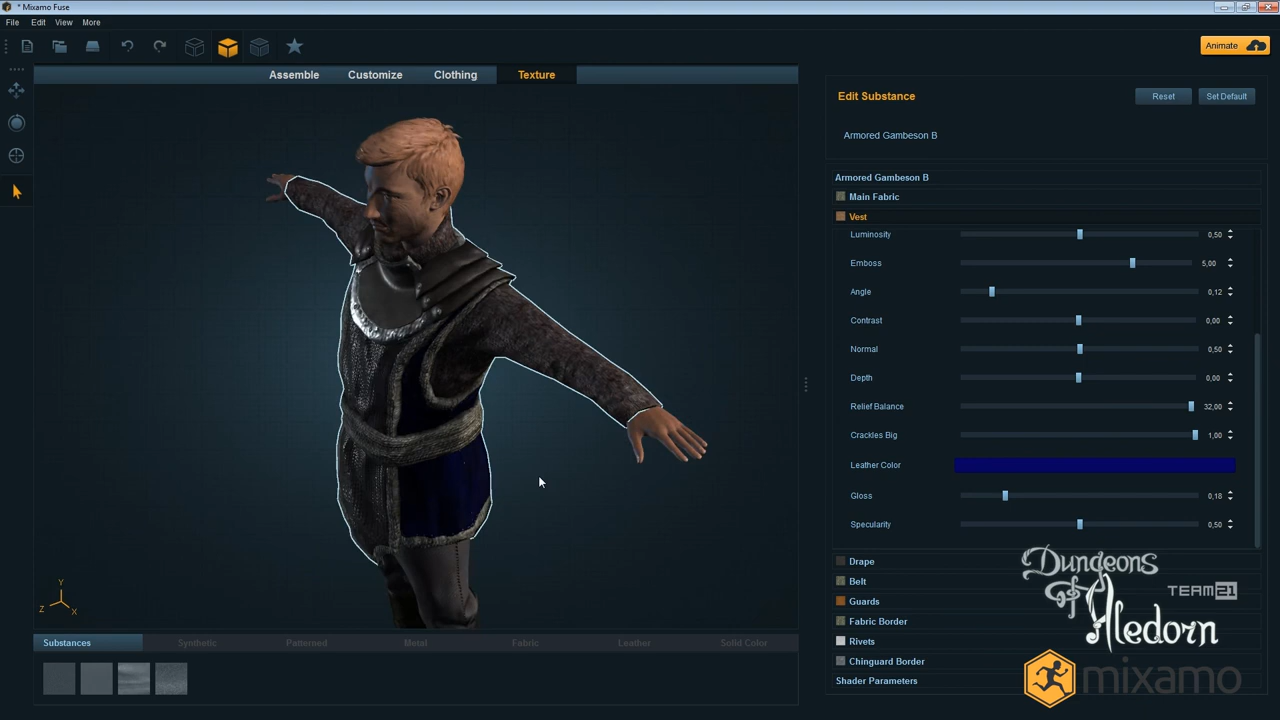 * Mixamo Fuse
File Edit View More
Animate
Assemble Customize Clothing Texture
Edit Substance
Reset
Set Default
Armored Gambeson B
Armored Gambeson B
Main Fabric
Vest
Luminosity 0,50
Emboss 5,00
Angle 0,12
Contrast 0,00
Normal 0,50
Depth 0,00
Relief Balance 32,00
Crackles Big 1,00
Leather Color
Gloss 0,18
Specularity 0,50
Drape
Belt
Guards
Fabric Border
Rivets
Chinguard Border
Shader Parameters
Y
Z X
Substances Synthetic Patterned Metal Fabric Leather Solid Color
Dungeons
of Aledorn
TEAM21
mixamo